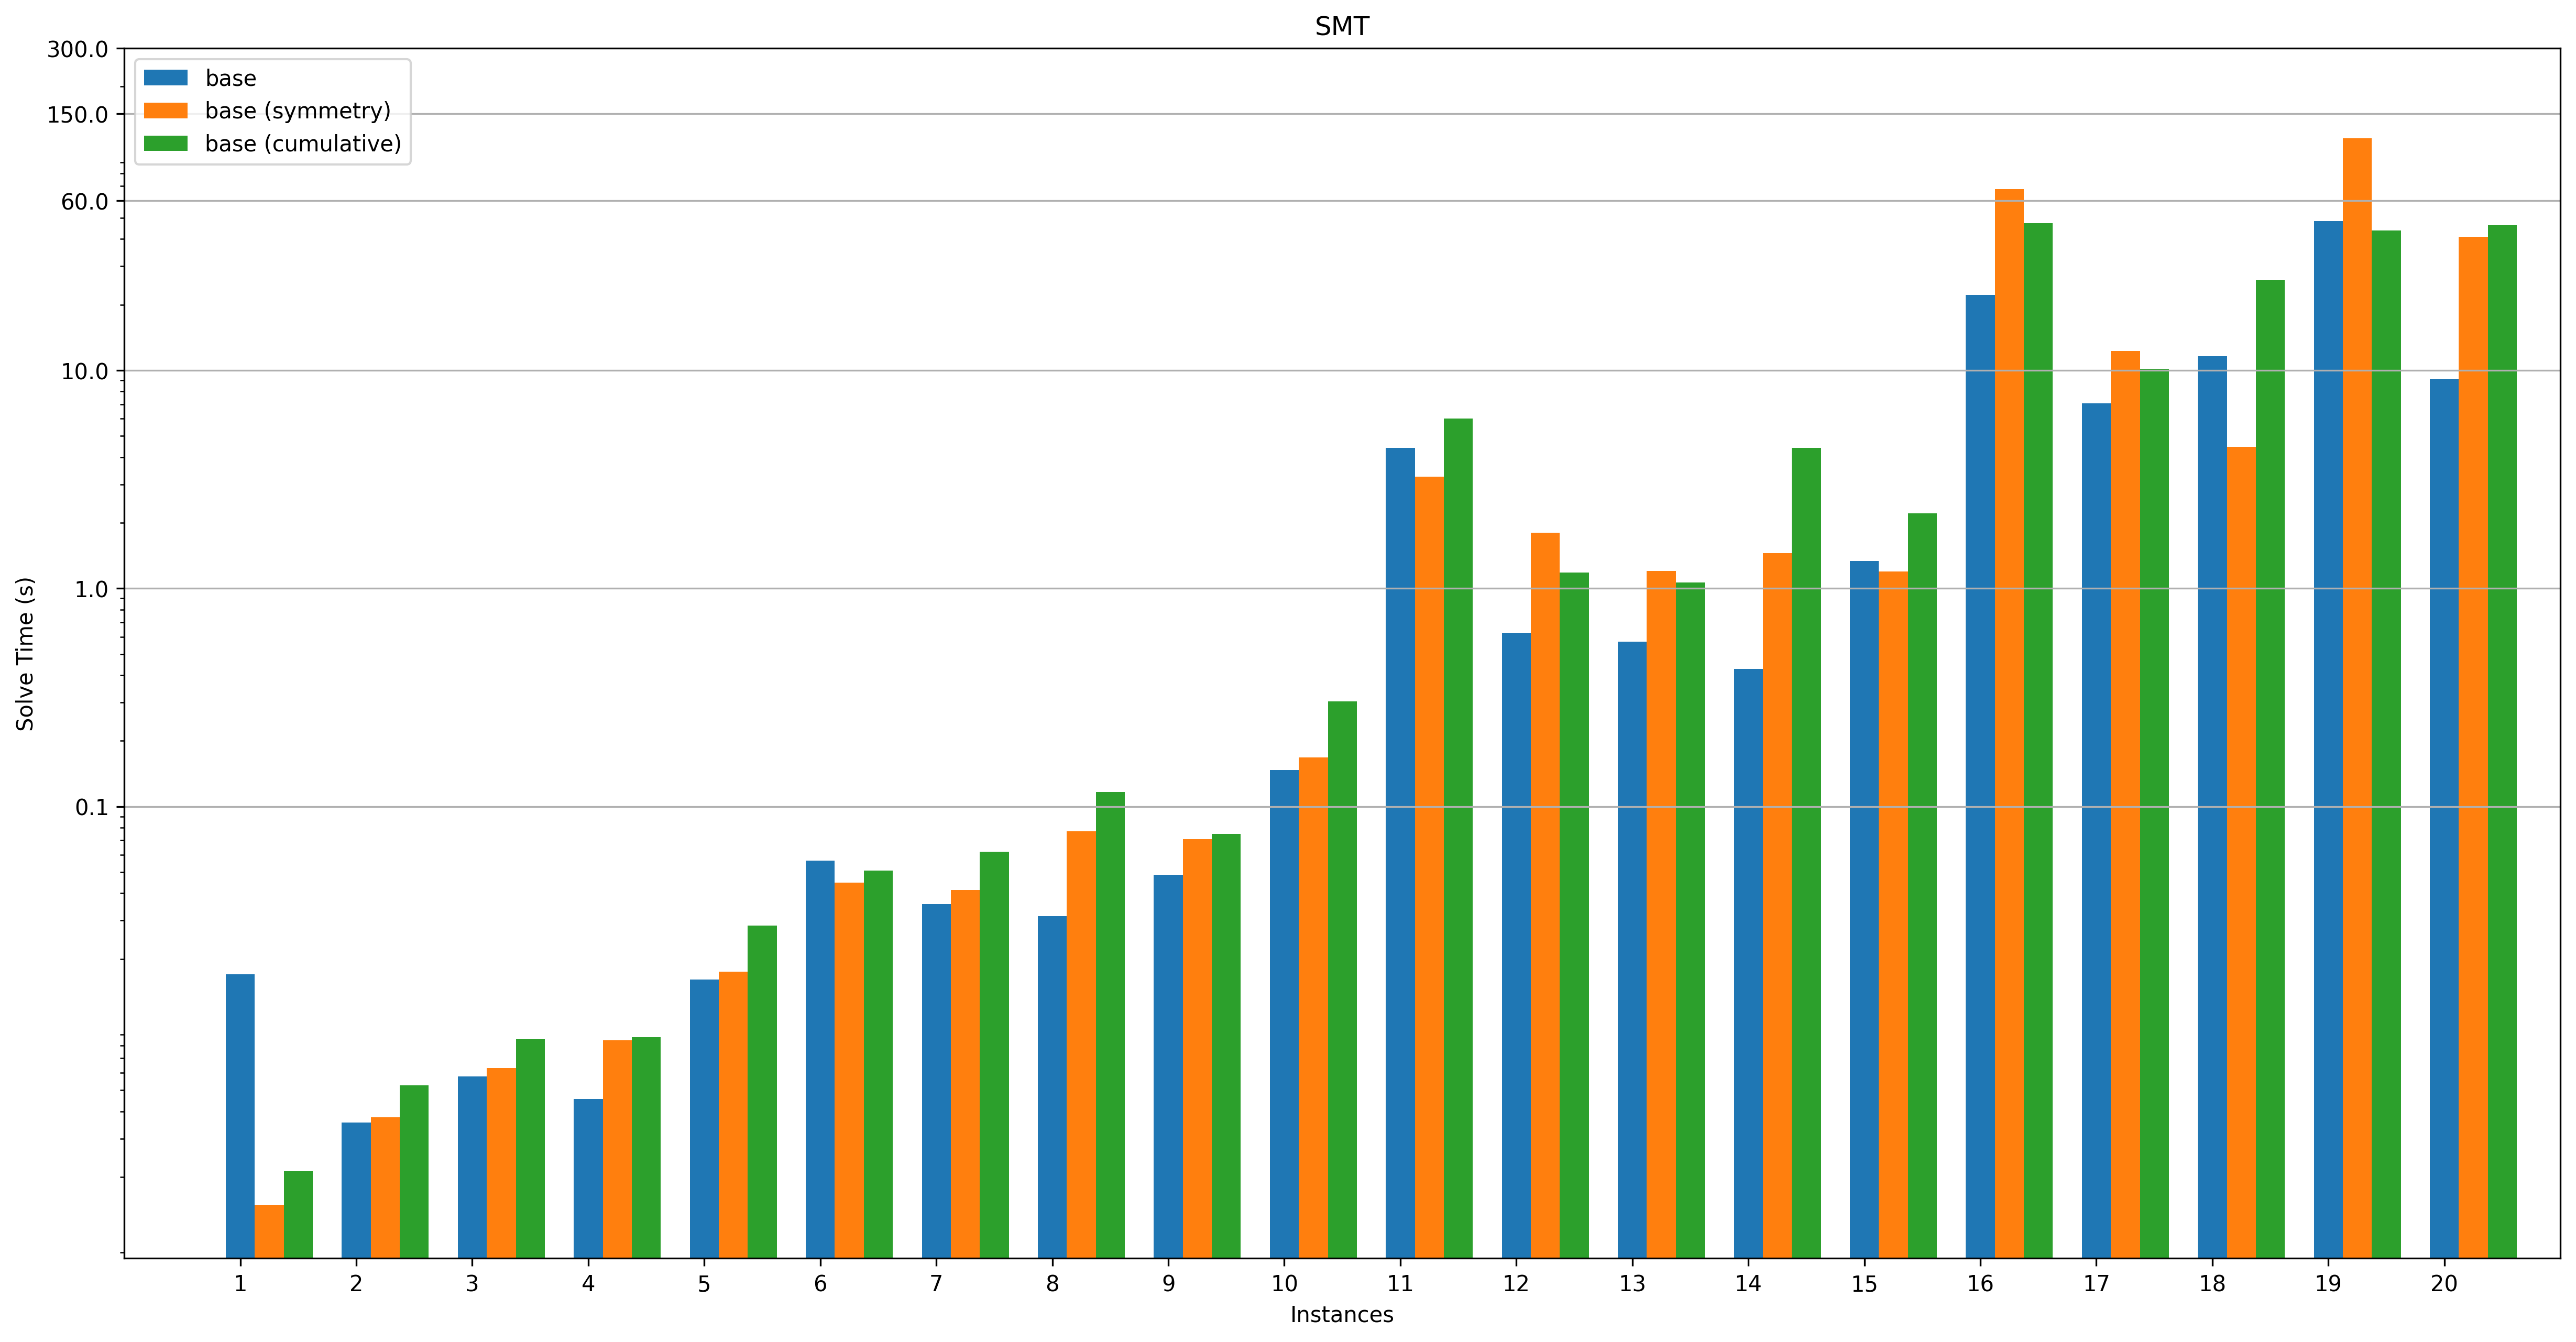 SMT
300.0
150.0
60.0
10.0
1.0
0.1
Solve Time (s)
base
base (symmetry)
base (cumulative)
1 2 3 4 5 6 7 8 9 10 11 12 13 14 15 16 17 18 19 20
Instances